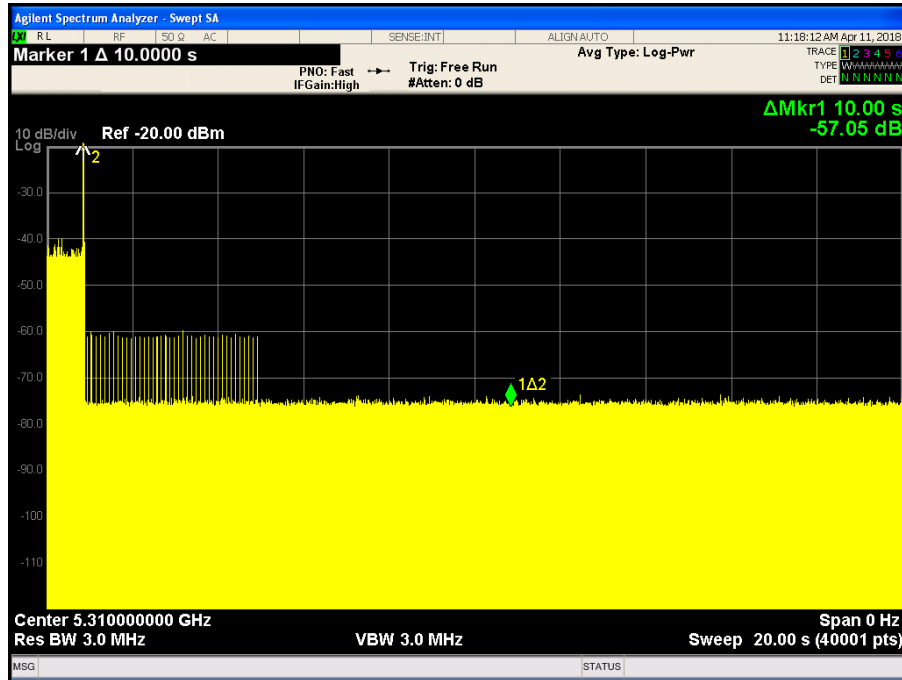 Agilent Spectrum Analyzer - Swept SA
LXI RL RF 50 Ω AC SENSE:INT ALIGNAUTO 11:18:12 AM Apr 11, 2018
Marker 1 Δ 10.0000 s Avg Type: Log-Pwr TRACE 1 2 3 4 5 6
PNO: Fast Trig: Free Run TYPE WWWWWW
IFGain:High #Atten: 0 dB DET N N N N N N
ΔMkr1 10.00 s
10 dB/div Ref -20.00 dBm -57.05 dB
Log
2
-30.0
-40.0
-50.0
-60.0
-70.0
1Δ2
-80.0
-90.0
-100
-110
Center 5.310000000 GHz Span 0 Hz
Res BW 3.0 MHz VBW 3.0 MHz Sweep 20.00 s (40001 pts)
MSG STATUS